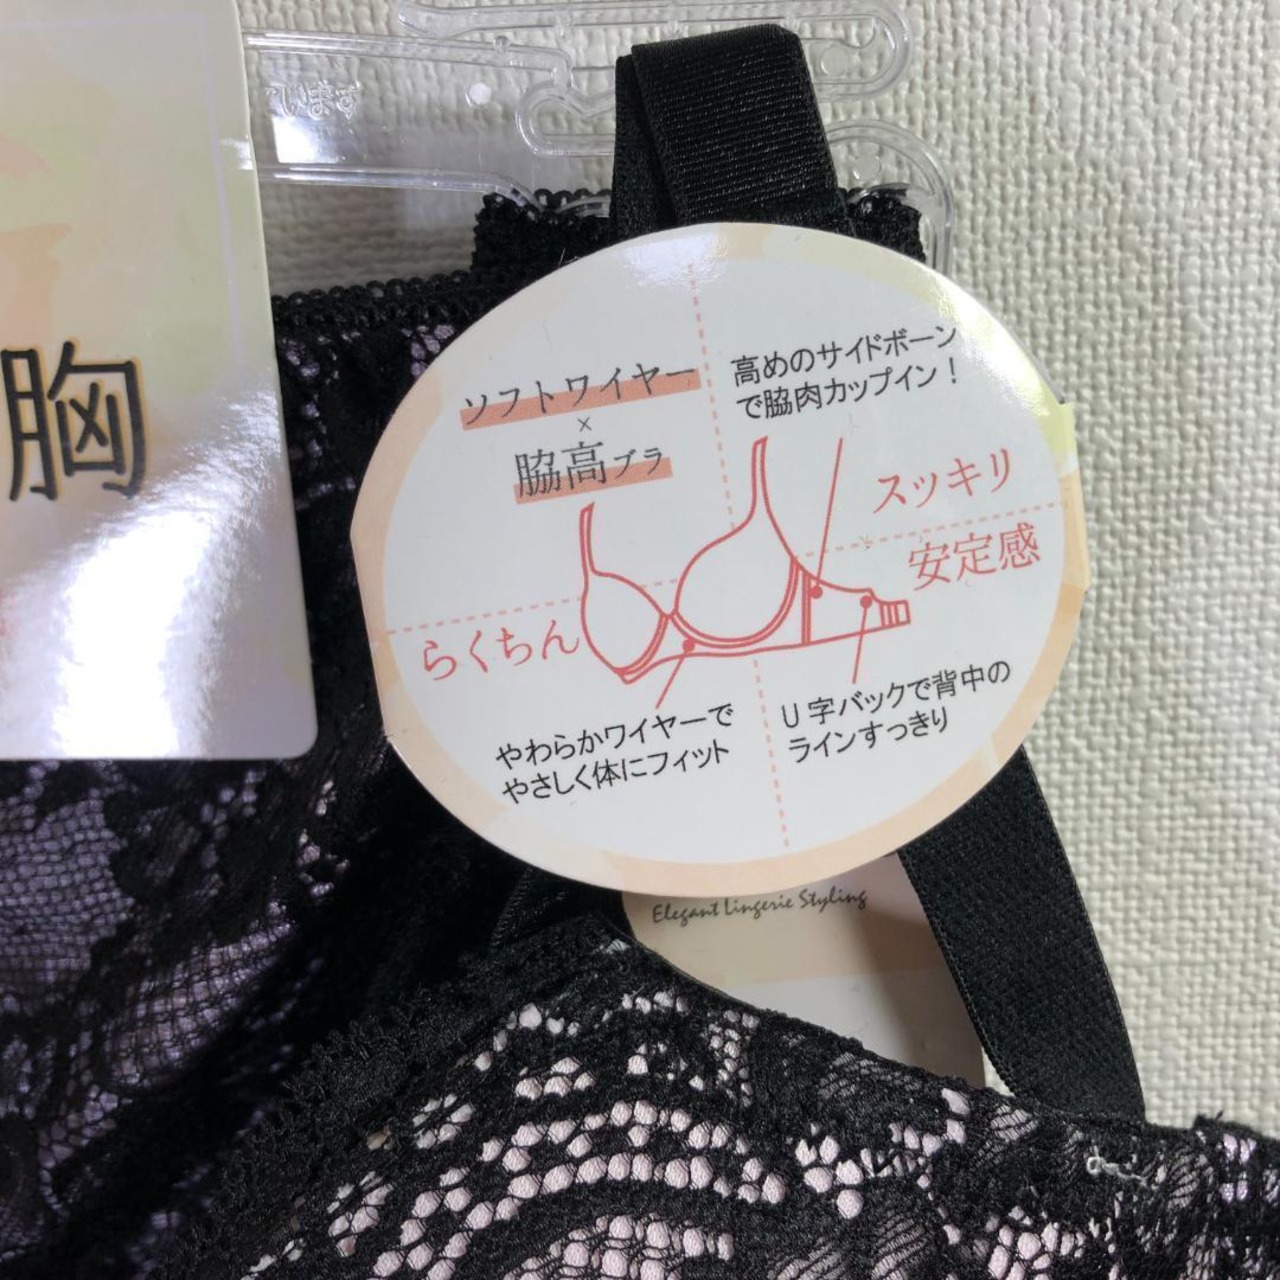 います
胸
ソフトワイヤー
×
脇高ブラ
高めのサイドボーン
で脇肉カップイン！
スッキリ
安定感
らくちん
やわらかワイヤーで
やさしく体にフィット
U字バックで背中の
ラインすっきり
Elegant Lingerie Styling